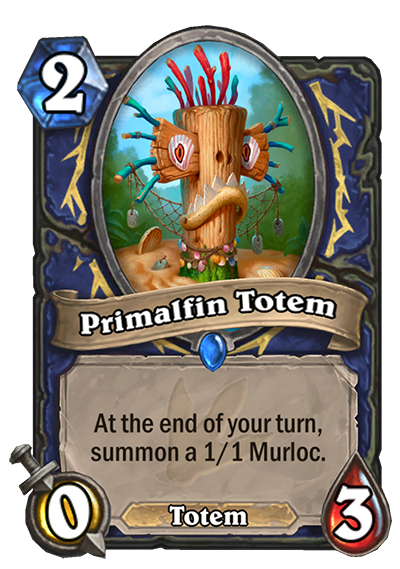 2
Primalfin Totem
At the end of your turn,
summon a 1/1 Murloc.
0
Totem
3